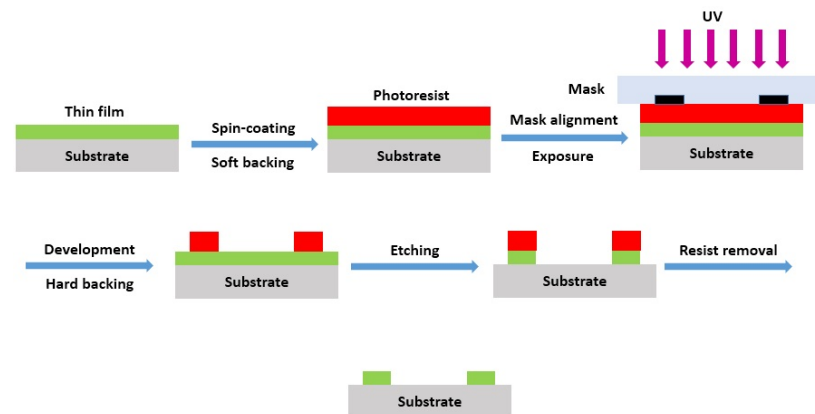 UV
Mask
Photoresist
Thin film
Spin-coating
Mask alignment
Substrate
Soft backing
Substrate
Exposure
Substrate
Development
Etching
Resist removal
Hard backing
Substrate
Substrate
Substrate